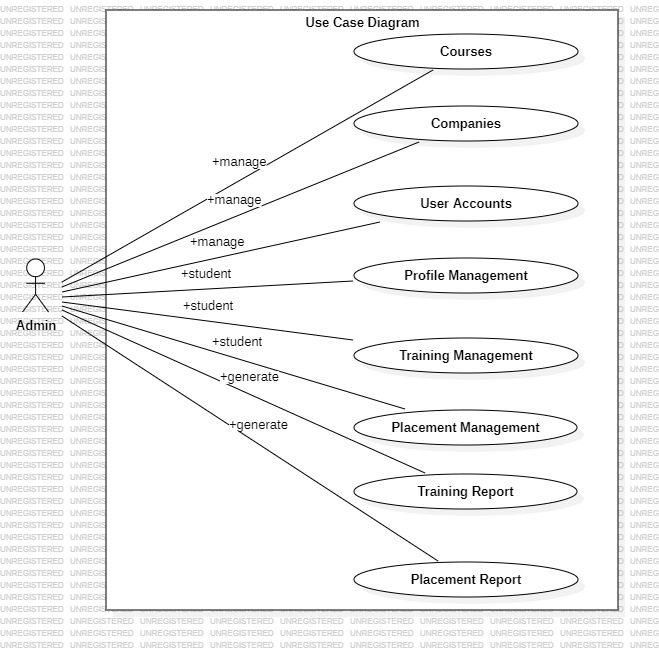 Use Case Diagram
Courses
Companies
+manage
+manage
User Accounts
+manage
+student
Profile Management
+student
Admin
+student
Training Management
+generate
Placement Management
+generate
Training Report
Placement Report
UNREGISTERED